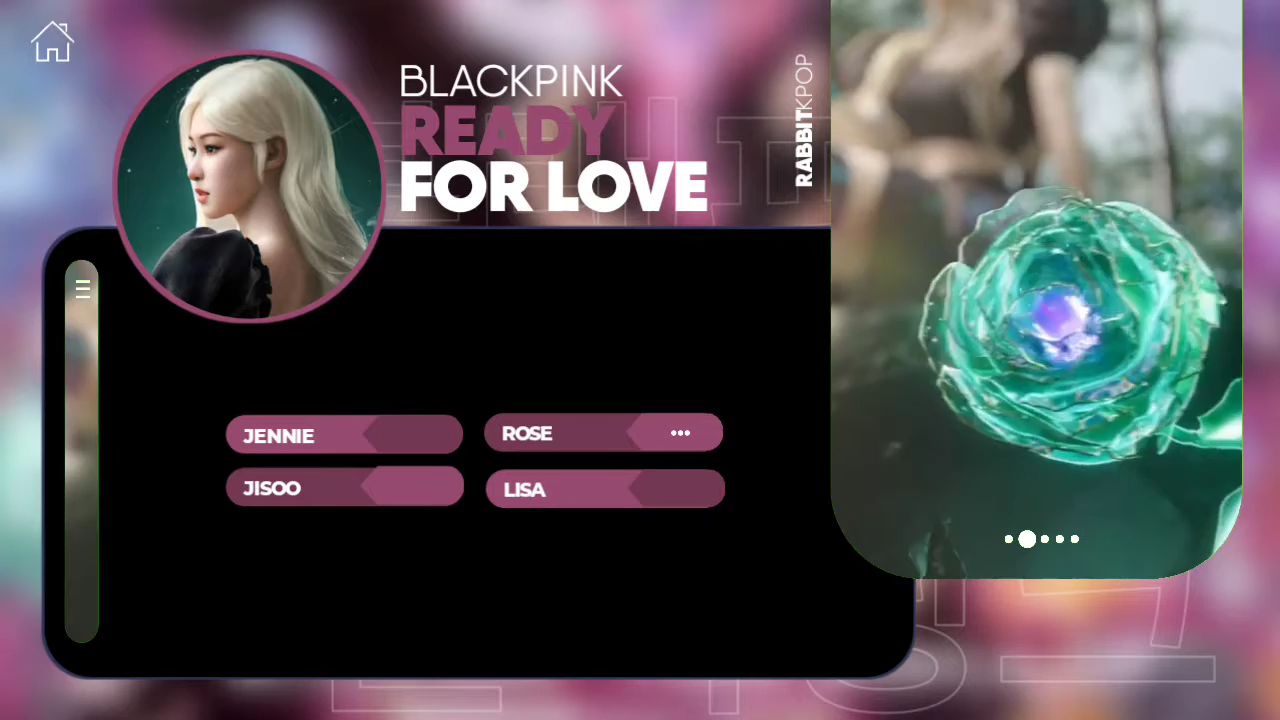 BLACKPINK
READY
FOR LOVE
RABBITKPOP
JENNIE
ROSE
JISOO
LISA